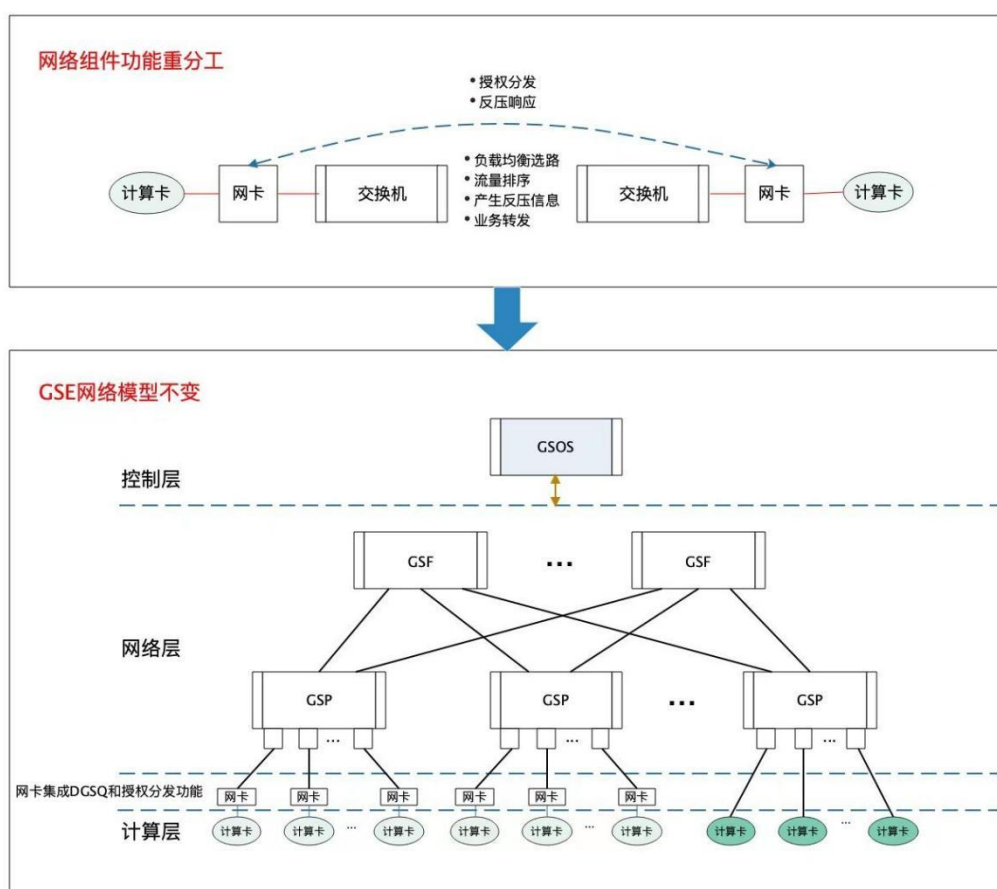 网络组件功能重分工
• 授权分发
• 反压响应
计算卡 网卡 交换机
• 负载均衡选路
• 流量排序
• 产生反压信息
• 业务转发
交换机 网卡 计算卡
GSE网络模型不变
GSOS
控制层
GSF ... GSF
网络层
GSP GSP ... GSP
... ... ...
网卡集成DGSQ和授权分发功能 网卡 网卡 网卡 网卡 网卡 网卡
计算层 计算卡 计算卡 ... 计算卡 计算卡 计算卡 ... 计算卡 计算卡 计算卡 ... 计算卡